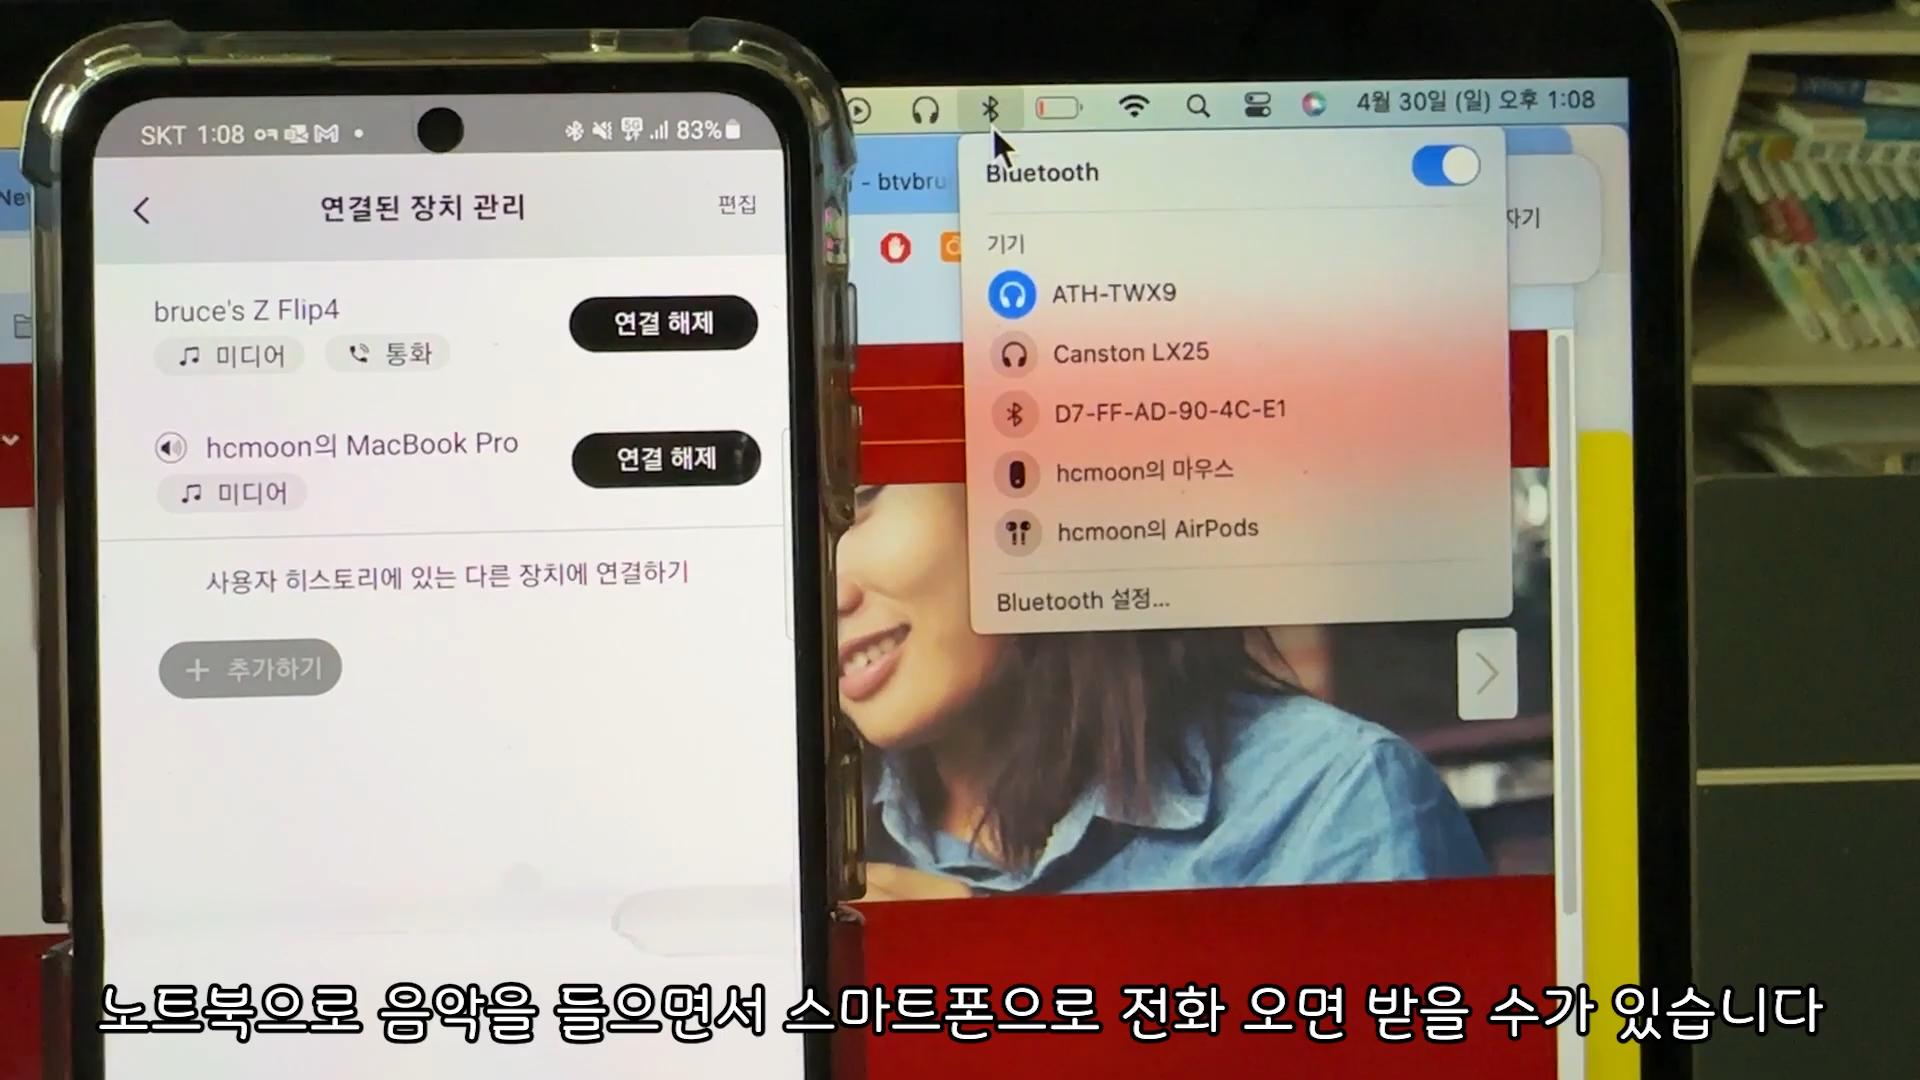 SKT 1:08
83%
연결된 장치 관리
편집
bruce's Z Flip4
미디어
통화
연결 해제
hcmoon의 MacBook Pro
미디어
연결 해제
사용자 히스토리에 있는 다른 장치에 연결하기
+ 추가하기
4월 30일 (일) 오후 1:08
- btvbru
Bluetooth
기기
ATH-TWX9
Canston LX25
D7-FF-AD-90-4C-E1
hcmoon의 마우스
hcmoon의 AirPods
Bluetooth 설정...
노트북으로 음악을 들으면서 스마트폰으로 전화 오면 받을 수가 있습니다